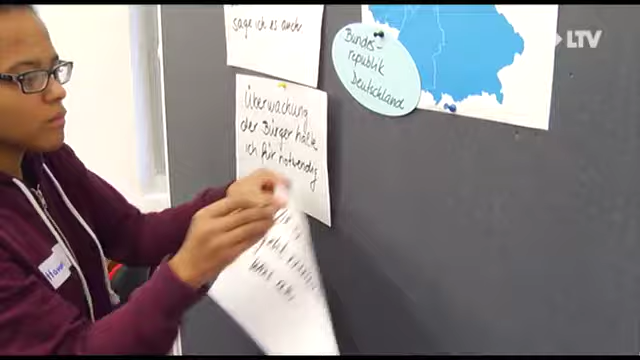 sage ich es auch
Bundes-
republik
Deutschland
LTV
Überwachung
der Bürger halte
ich für notwendig